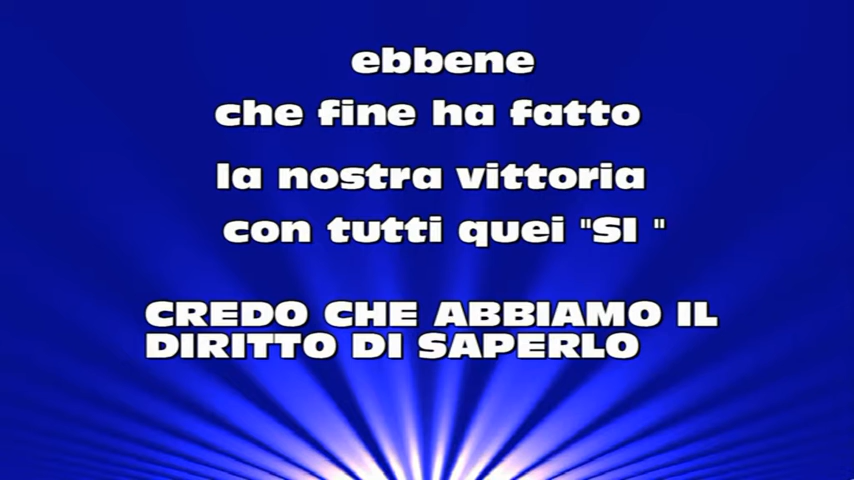 ebbene
che fine ha fatto
la nostra vittoria
con tutti quei "SI "
CREDO CHE ABBIAMO IL
DIRITTO DI SAPERLO